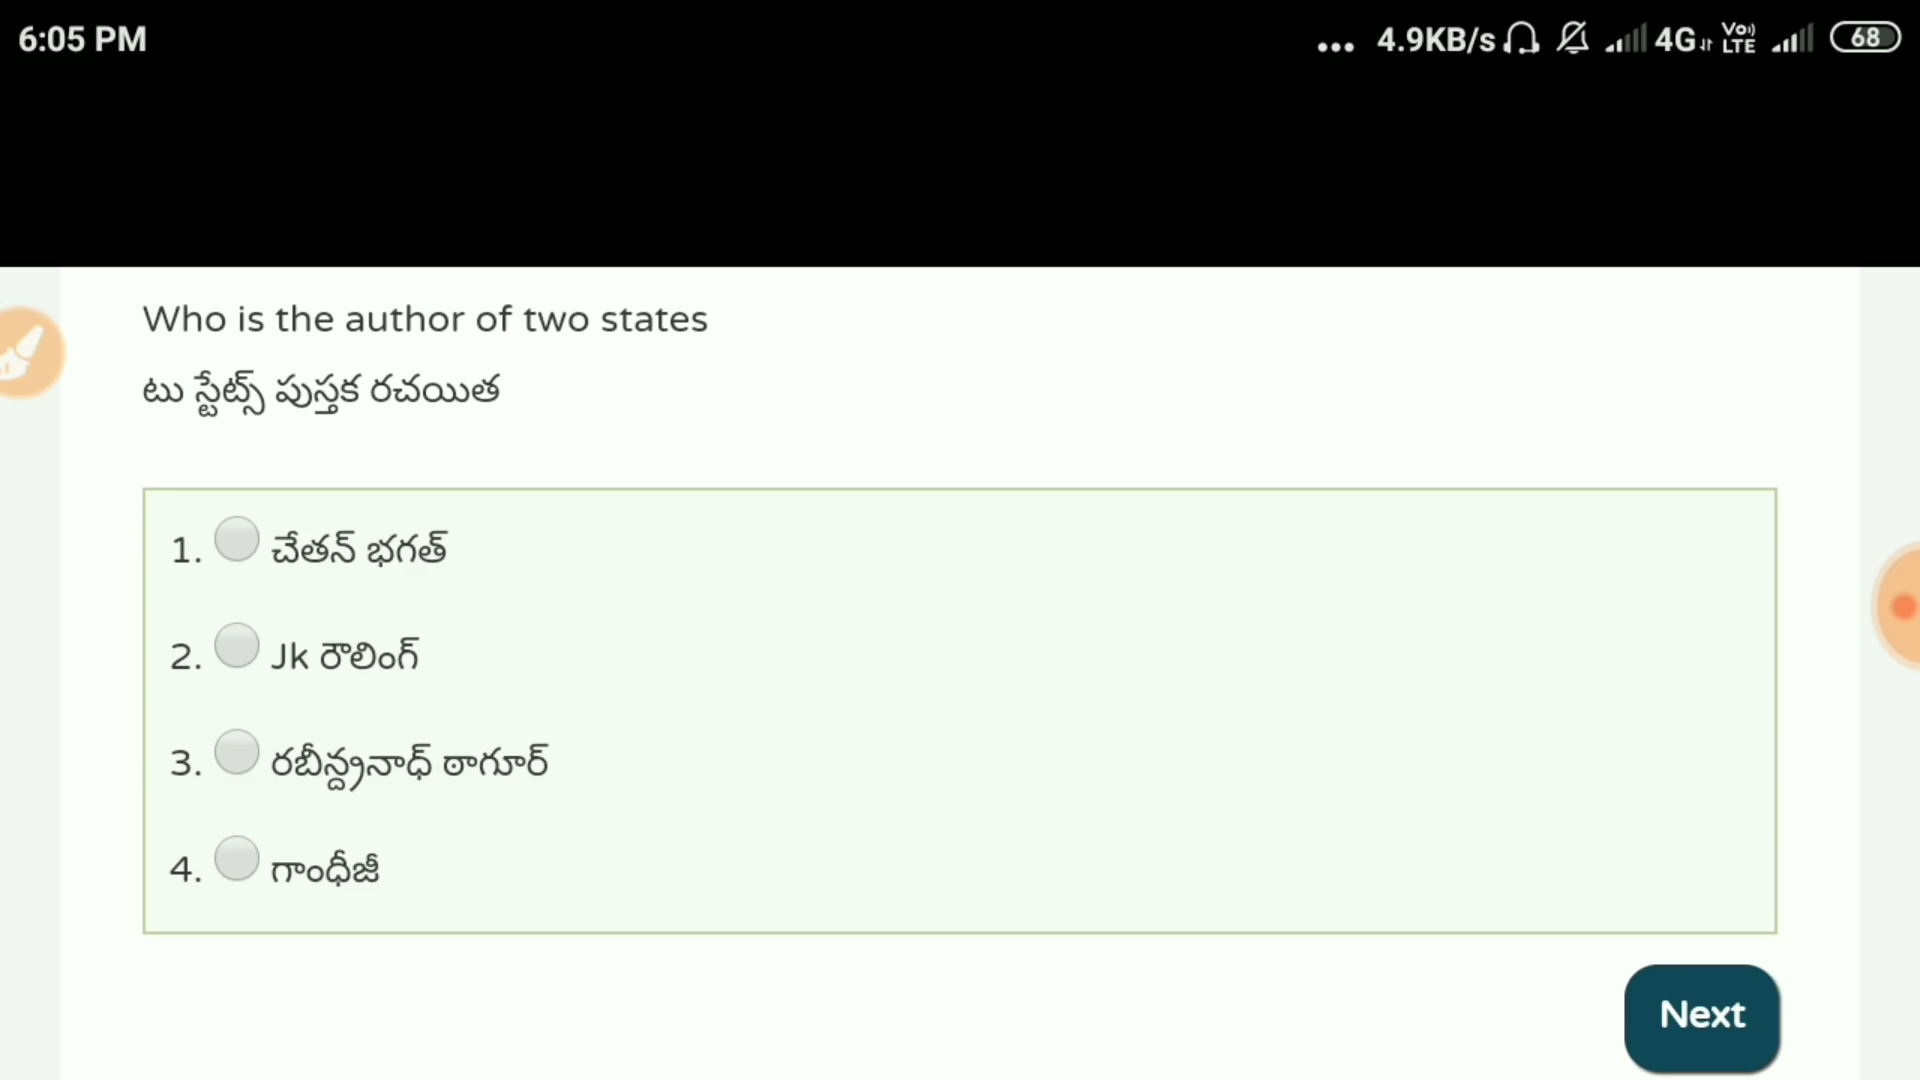 6:05 PM
... 4.9KB/s 4G VoLTE 68
Who is the author of two states
టు స్టేట్స్ పుస్తక రచయిత
1. చేతన్ భగత్
2. Jk రౌలింగ్
3. రబీన్ద్రనాధ్ ఠాగూర్
4. గాంధీజీ
Next